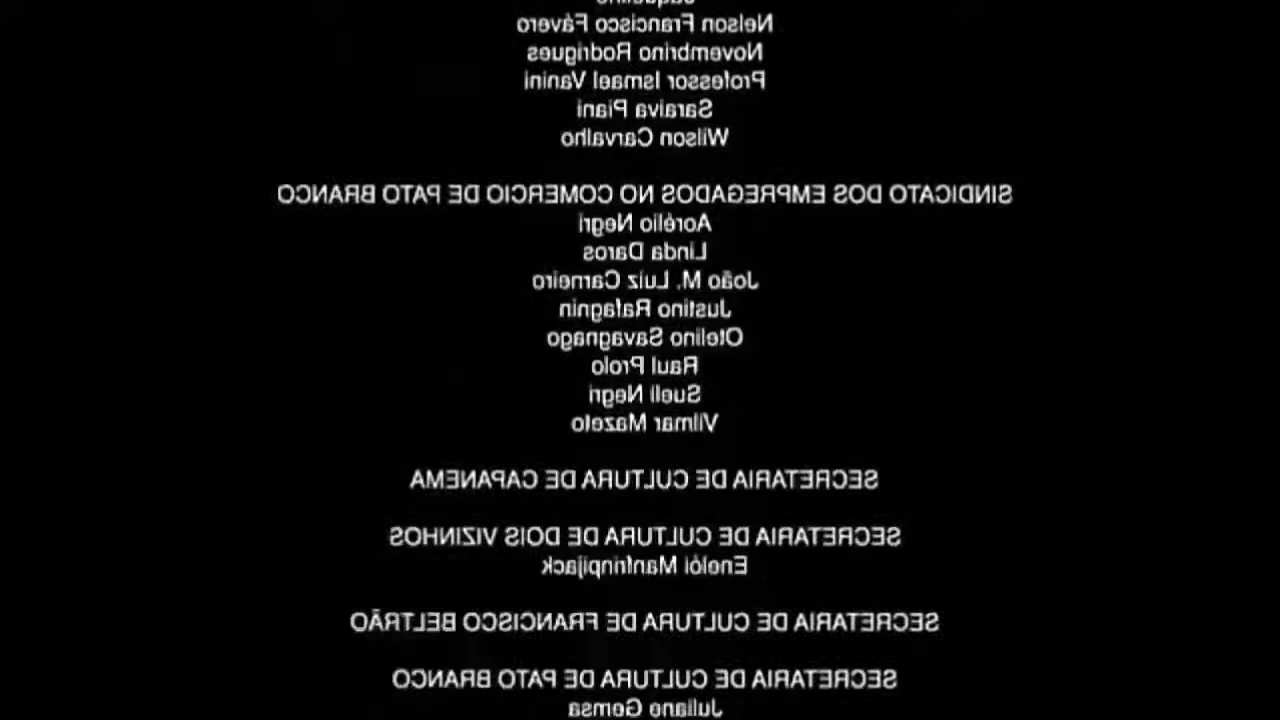 Nelson Francisco Fávero
Novembrino Rodrigues
Professor Ismael Vanini
Saraiva Piani
Wilson Carvalho
SINDICATO DOS EMPREGADOS NO COMERCIO DE PATO BRANCO
Aorélio Negri
Linda Daros
João M. Luiz Carneiro
Justino Rafagnin
Otelino Savagnago
Raul Prolo
Sueli Negri
Vilmar Mazeto
SECRETARIA DE CULTURA DE CAPANEMA
SECRETARIA DE CULTURA DE DOIS VIZINHOS
Enelói Manfrinpijack
SECRETARIA DE CULTURA DE FRANCISCO BELTRÃO
SECRETARIA DE CULTURA DE PATO BRANCO
Juliane Gemsa